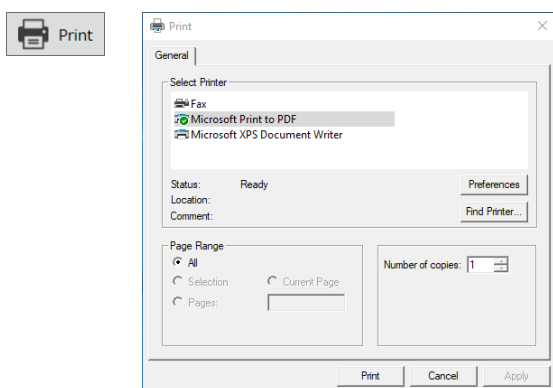 Print
Print
General
Select Printer
Fax
Microsoft Print to PDF
Microsoft XPS Document Writer
Status: Ready
Preferences
Location:
Comment:
Find Printer...
Page Range
All
Selection
Current Page
Pages:
Number of copies: 1
Print
Cancel
Apply